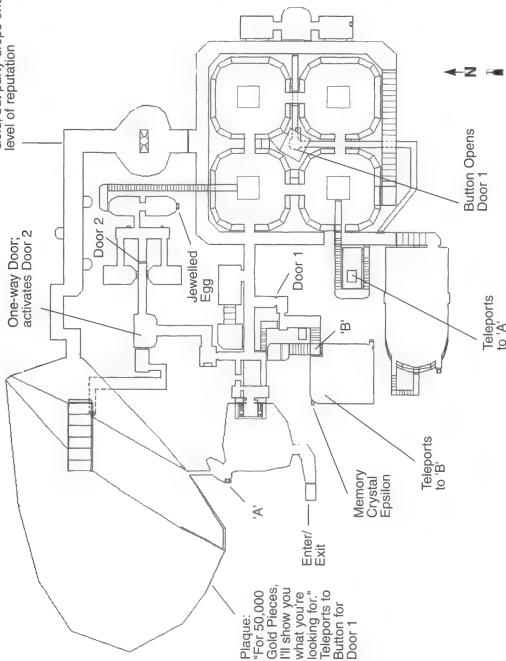 level of reputation
One-way Door;
activates Door 2
Door 2
Jewelled
Egg
Door 1
'B'
N
Button Opens
Door 1
Teleports
to 'A'
'A'
Enter/
Exit
Memory
Crystal
Epsilon
Teleports
to 'B'
Plaque:
"For 50,000
Gold Pieces,
I'll show you
what you're
looking for."
Teleports to
Button for
Door 1